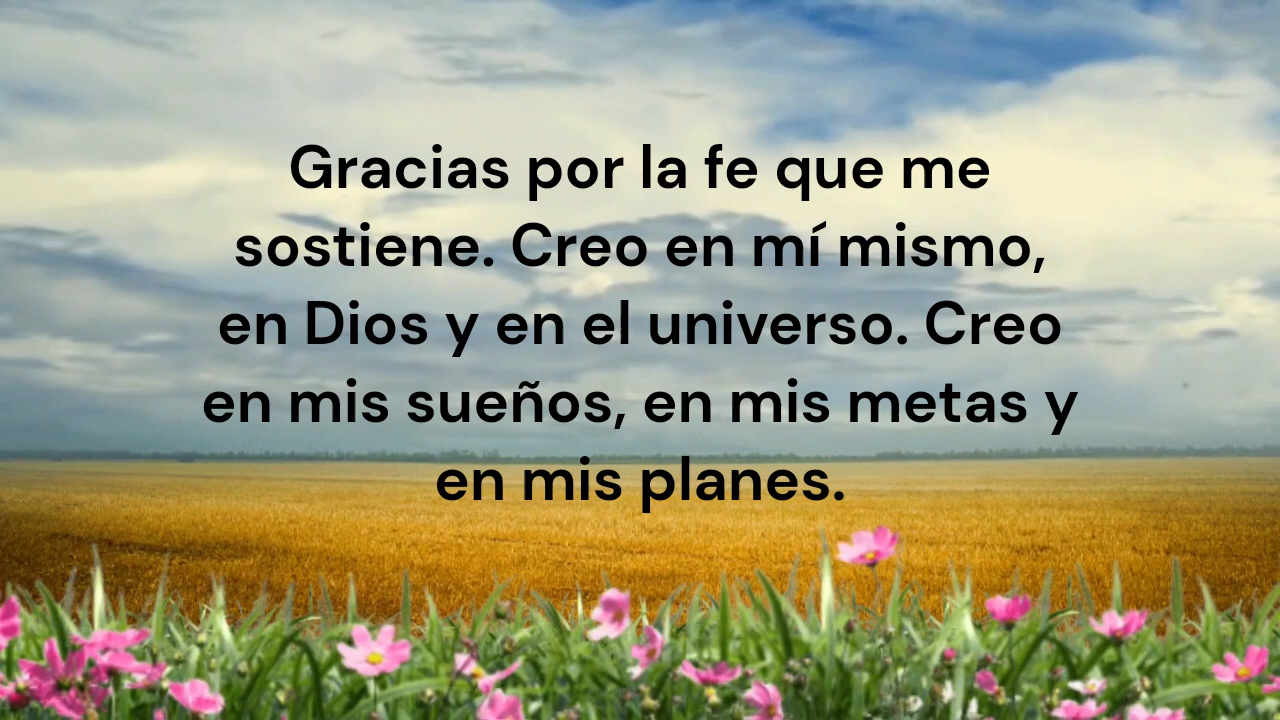 Gracias por la fe que me
sostiene. Creo en mí mismo,
en Dios y en el universo. Creo
en mis sueños, en mis metas y
en mis planes.